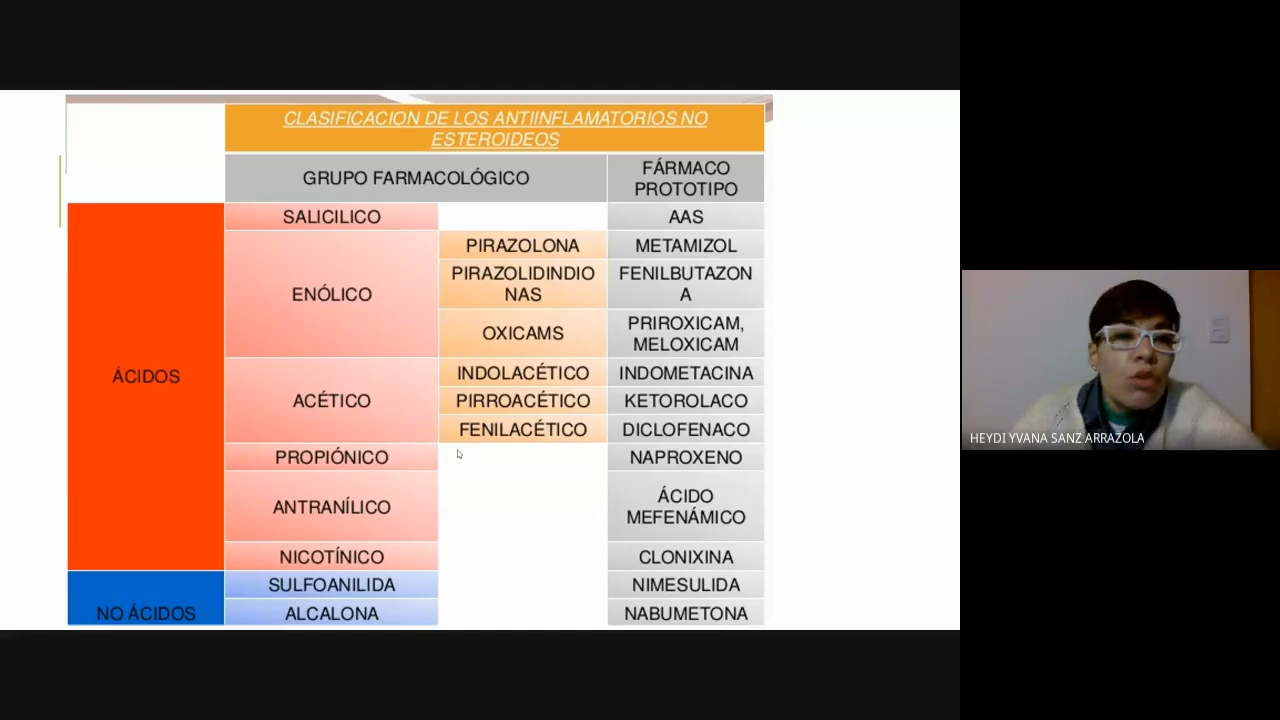 CLASIFICACION DE LOS ANTIINFLAMATORIOS NO
ESTEROIDEOS
GRUPO FARMACOLÓGICO
FÁRMACO
PROTOTIPO
ÁCIDOS
SALICILICO
AAS
ENÓLICO
PIRAZOLONA
METAMIZOL
PIRAZOLIDINDIO
NAS
FENILBUTAZON
A
OXICAMS
PRIROXICAM,
MELOXICAM
ACÉTICO
INDOLACÉTICO
INDOMETACINA
PIRROACÉTICO
KETOROLACO
FENILACÉTICO
DICLOFENACO
PROPIÓNICO
NAPROXENO
ANTRANÍLICO
ÁCIDO
MEFENÁMICO
NICOTÍNICO
CLONIXINA
NO ÁCIDOS
SULFOANILIDA
NIMESULIDA
ALCALONA
NABUMETONA
HEYDI YVANA SANZ ARRAZOLA